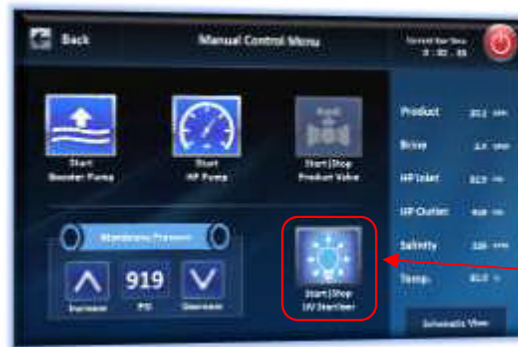 Back
Manual Control Menu
Start
Booster Pump
Start
HP Pump
Start|Stop
Product Valve
Membrane Pressure
919
Increase
PSI
Decrease
Start|Stop
UV Steriliser
Product
Brine
HP Inlet
HP Outlet
Salinity
Temp.
Schematic View